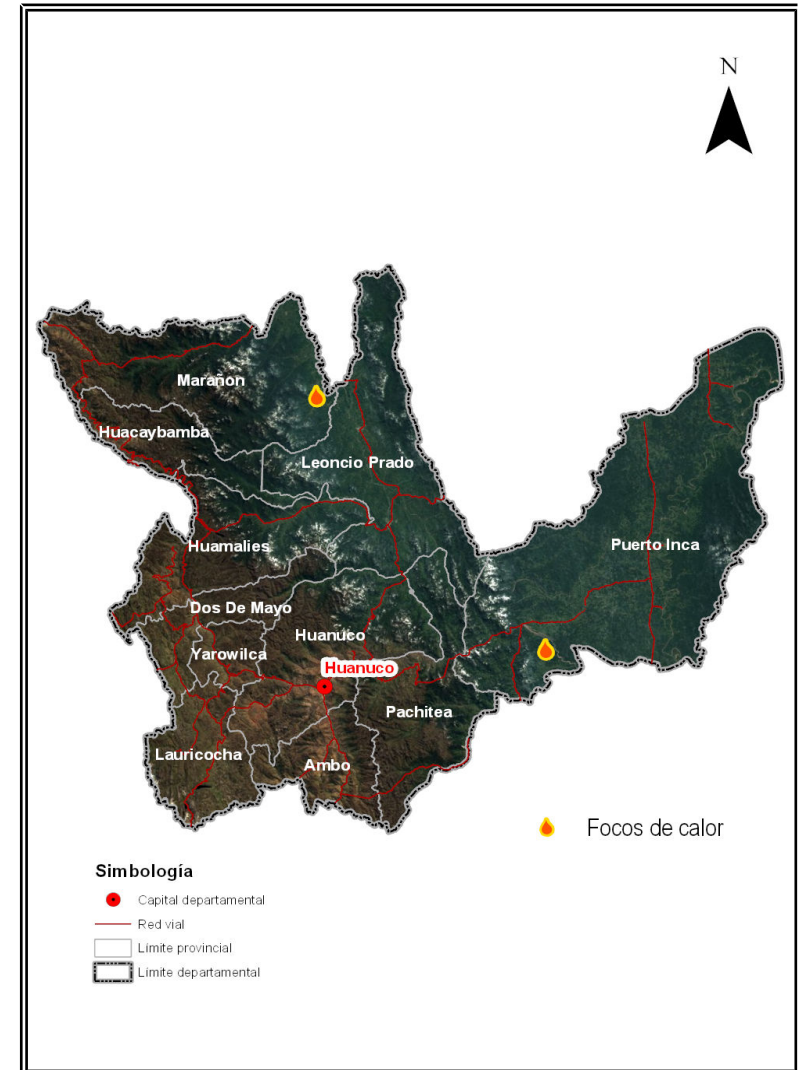 N
Marañon
Huacaybamba
Leoncio Prado
Huamalies
Puerto Inca
Dos De Mayo
Huanuco
Yarowilca
Huanuco
Pachitea
Lauricocha
Ambo
Focos de calor
Simbología
Capital departamental
Red vial
Límite provincial
Límite departamental